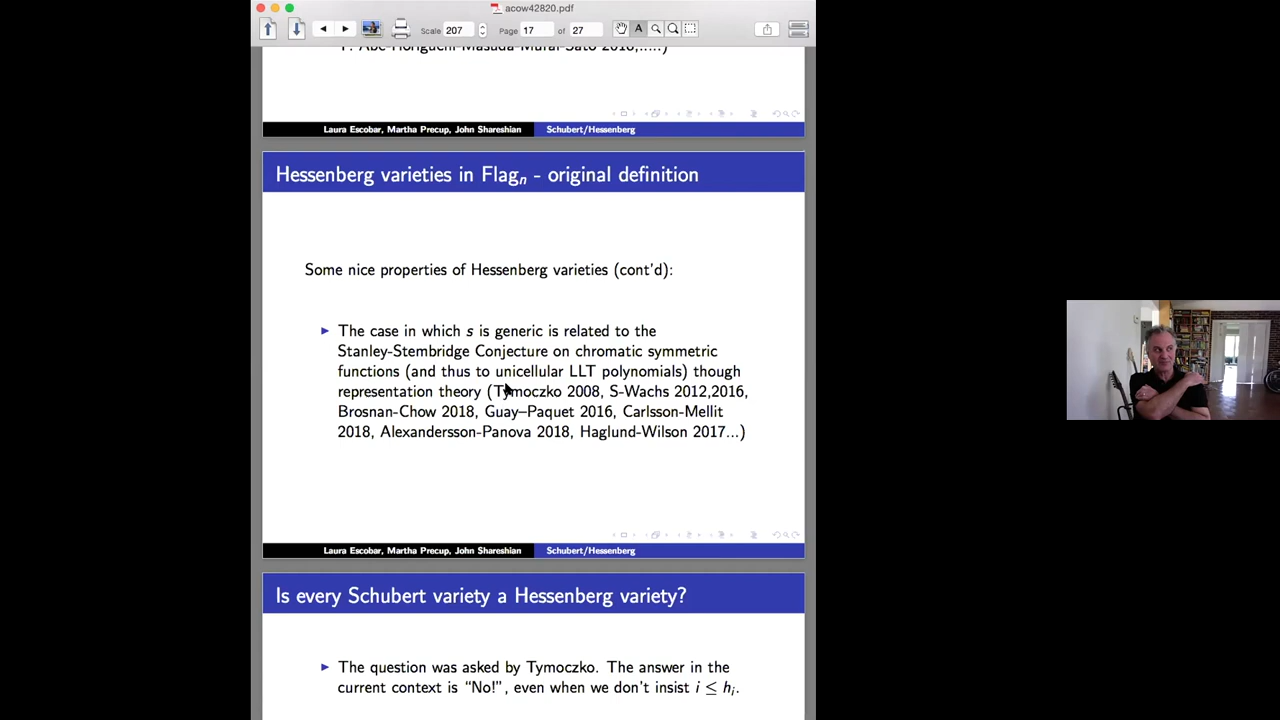 acow42820.pdf
Scale 207 Page 17 of 27
Laura Escobar, Martha Precup, John Shareshian Schubert/Hessenberg
Hessenberg varieties in Flagₙ - original definition
Some nice properties of Hessenberg varieties (cont'd):
The case in which s is generic is related to the
Stanley-Stembridge Conjecture on chromatic symmetric
functions (and thus to unicellular LLT polynomials) though
representation theory (Tymoczko 2008, S-Wachs 2012,2016,
Brosnan-Chow 2018, Guay–Paquet 2016, Carlsson-Mellit
2018, Alexandersson-Panova 2018, Haglund-Wilson 2017...)
Laura Escobar, Martha Precup, John Shareshian Schubert/Hessenberg
Is every Schubert variety a Hessenberg variety?
The question was asked by Tymoczko. The answer in the
current context is “No!”, even when we don't insist i ≤ hᵢ.